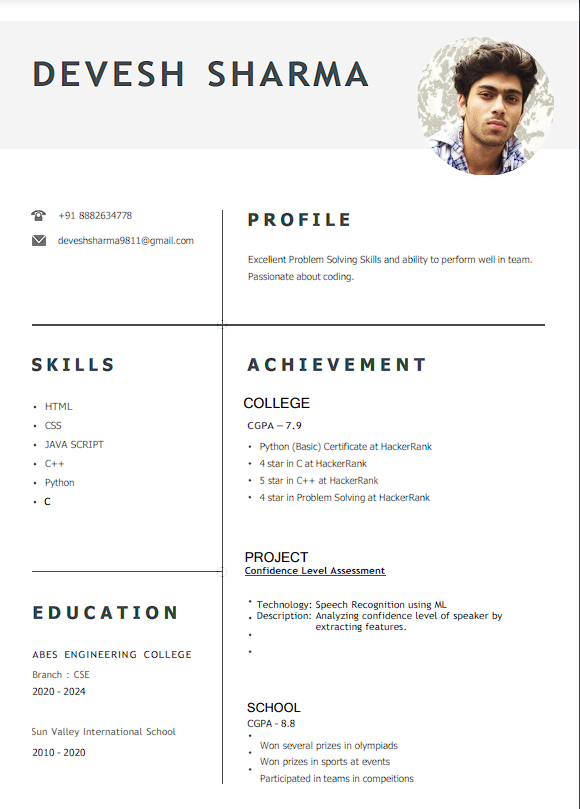 DEVESH SHARMA
+91 8882634778
deveshsharma9811@gmail.com
PROFILE
Excellent Problem Solving Skills and ability to perform well in team.
Passionate about coding.
SKILLS
• HTML
• CSS
• JAVA SCRIPT
• C++
• Python
• C
ACHIEVEMENT
COLLEGE
CGPA – 7.9
• Python (Basic) Certificate at HackerRank
• 4 star in C at HackerRank
• 5 star in C++ at HackerRank
• 4 star in Problem Solving at HackerRank
PROJECT
Confidence Level Assessment
• Technology: Speech Recognition using ML
• Description: Analyzing confidence level of speaker by
extracting features.
•
•
EDUCATION
ABES ENGINEERING COLLEGE
Branch : CSE
2020 - 2024
Sun Valley International School
2010 - 2020
SCHOOL
CGPA - 8.8
• Won several prizes in olympiads
• Won prizes in sports at events
• Participated in teams in compeitions